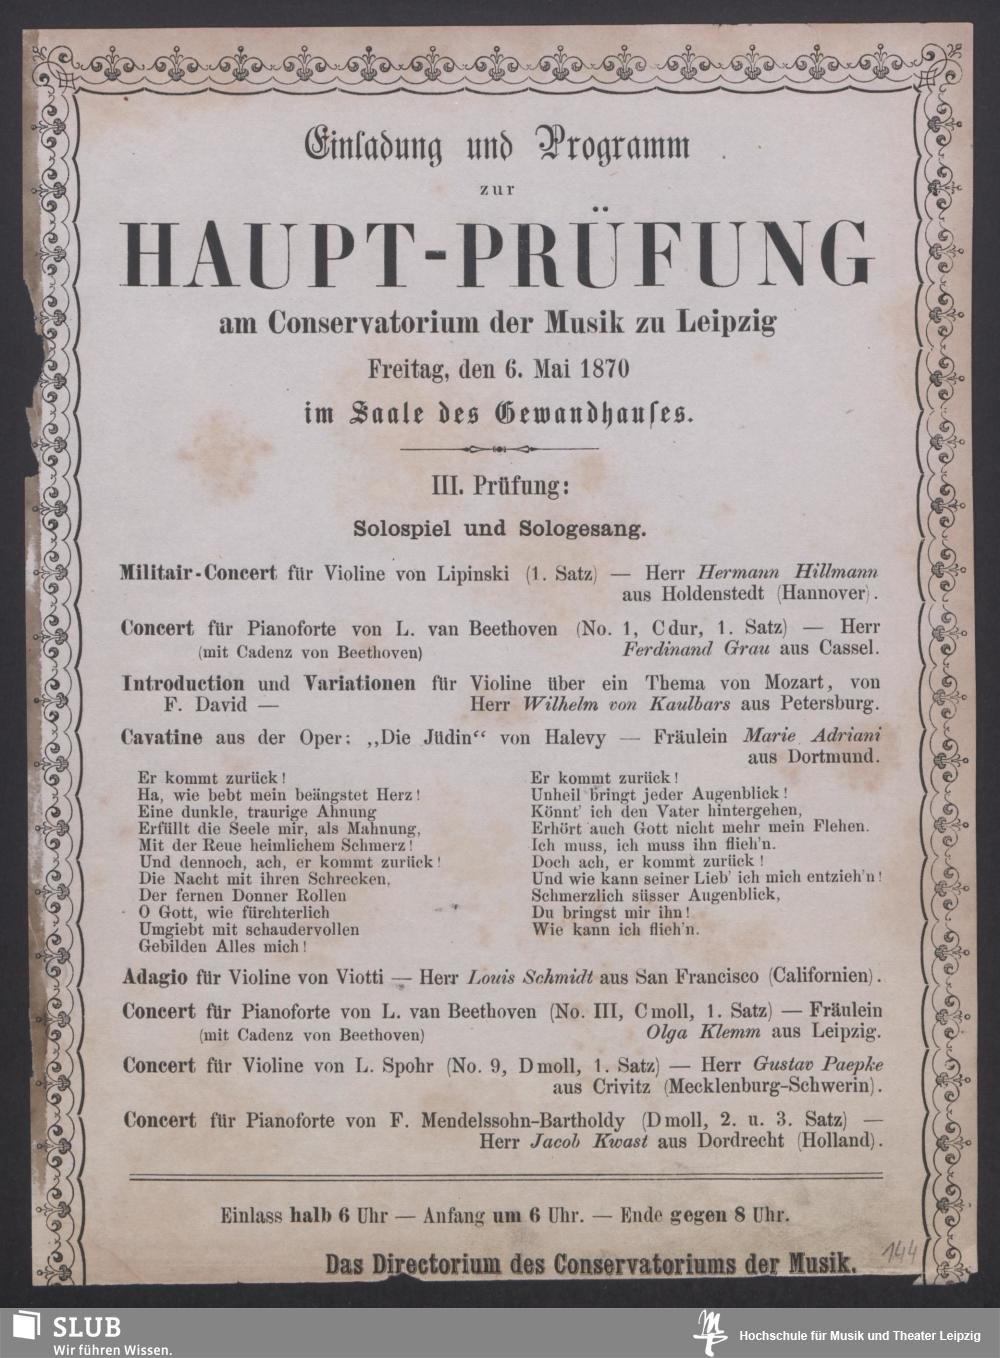 Einladung und Programm
zur
HAUPT-PRÜFUNG
am Conservatorium der Musik zu Leipzig
Freitag, den 6. Mai 1870
im Saale des Gewandhauses.
III. Prüfung:
Solospiel und Sologesang.
Militair-Concert für Violine von Lipinski (1. Satz) — Herr Hermann Hillmann
aus Holdenstedt (Hannover).
Concert für Pianoforte von L. van Beethoven (No. 1, Cdur, 1. Satz) — Herr
(mit Cadenz von Beethoven) Ferdinand Grau aus Cassel.
Introduction und Variationen für Violine über ein Thema von Mozart, von
F. David — Herr Wilhelm von Kaulbars aus Petersburg.
Cavatine aus der Oper: „Die Jüdin“ von Halevy — Fräulein Marie Adriani
aus Dortmund.
Er kommt zurück!
Ha, wie bebt mein beängstet Herz!
Eine dunkle, traurige Ahnung
Erfüllt die Seele mir, als Mahnung,
Mit der Reue heimlichem Schmerz!
Und dennoch, ach, er kommt zurück!
Die Nacht mit ihren Schrecken,
Der fernen Donner Rollen
O Gott, wie fürchterlich
Umgiebt mit schaudervollen
Gebilden Alles mich!
Er kommt zurück!
Unheil bringt jeder Augenblick!
Könnt' ich den Vater hintergehen,
Erhört auch Gott nicht mehr mein Flehen.
Ich muss, ich muss ihn flieh'n.
Doch ach, er kommt zurück!
Und wie kann seiner Lieb' ich mich entzieh'n!
Schmerzlich süsser Augenblick,
Du bringst mir ihn!
Wie kann ich flieh'n.
Adagio für Violine von Viotti — Herr Louis Schmidt aus San Francisco (Californien).
Concert für Pianoforte von L. van Beethoven (No. III, Cmoll, 1. Satz) — Fräulein
(mit Cadenz von Beethoven) Olga Klemm aus Leipzig.
Concert für Violine von L. Spohr (No. 9, Dmoll, 1. Satz) — Herr Gustav Paepke
aus Crivitz (Mecklenburg-Schwerin).
Concert für Pianoforte von F. Mendelssohn-Bartholdy (Dmoll, 2. u. 3. Satz) —
Herr Jacob Kwast aus Dordrecht (Holland).
Einlass halb 6 Uhr — Anfang um 6 Uhr. — Ende gegen 8 Uhr.
Das Directorium des Conservatoriums der Musik.
144
SLUB
Wir führen Wissen.
Hochschule für Musik und Theater Leipzig